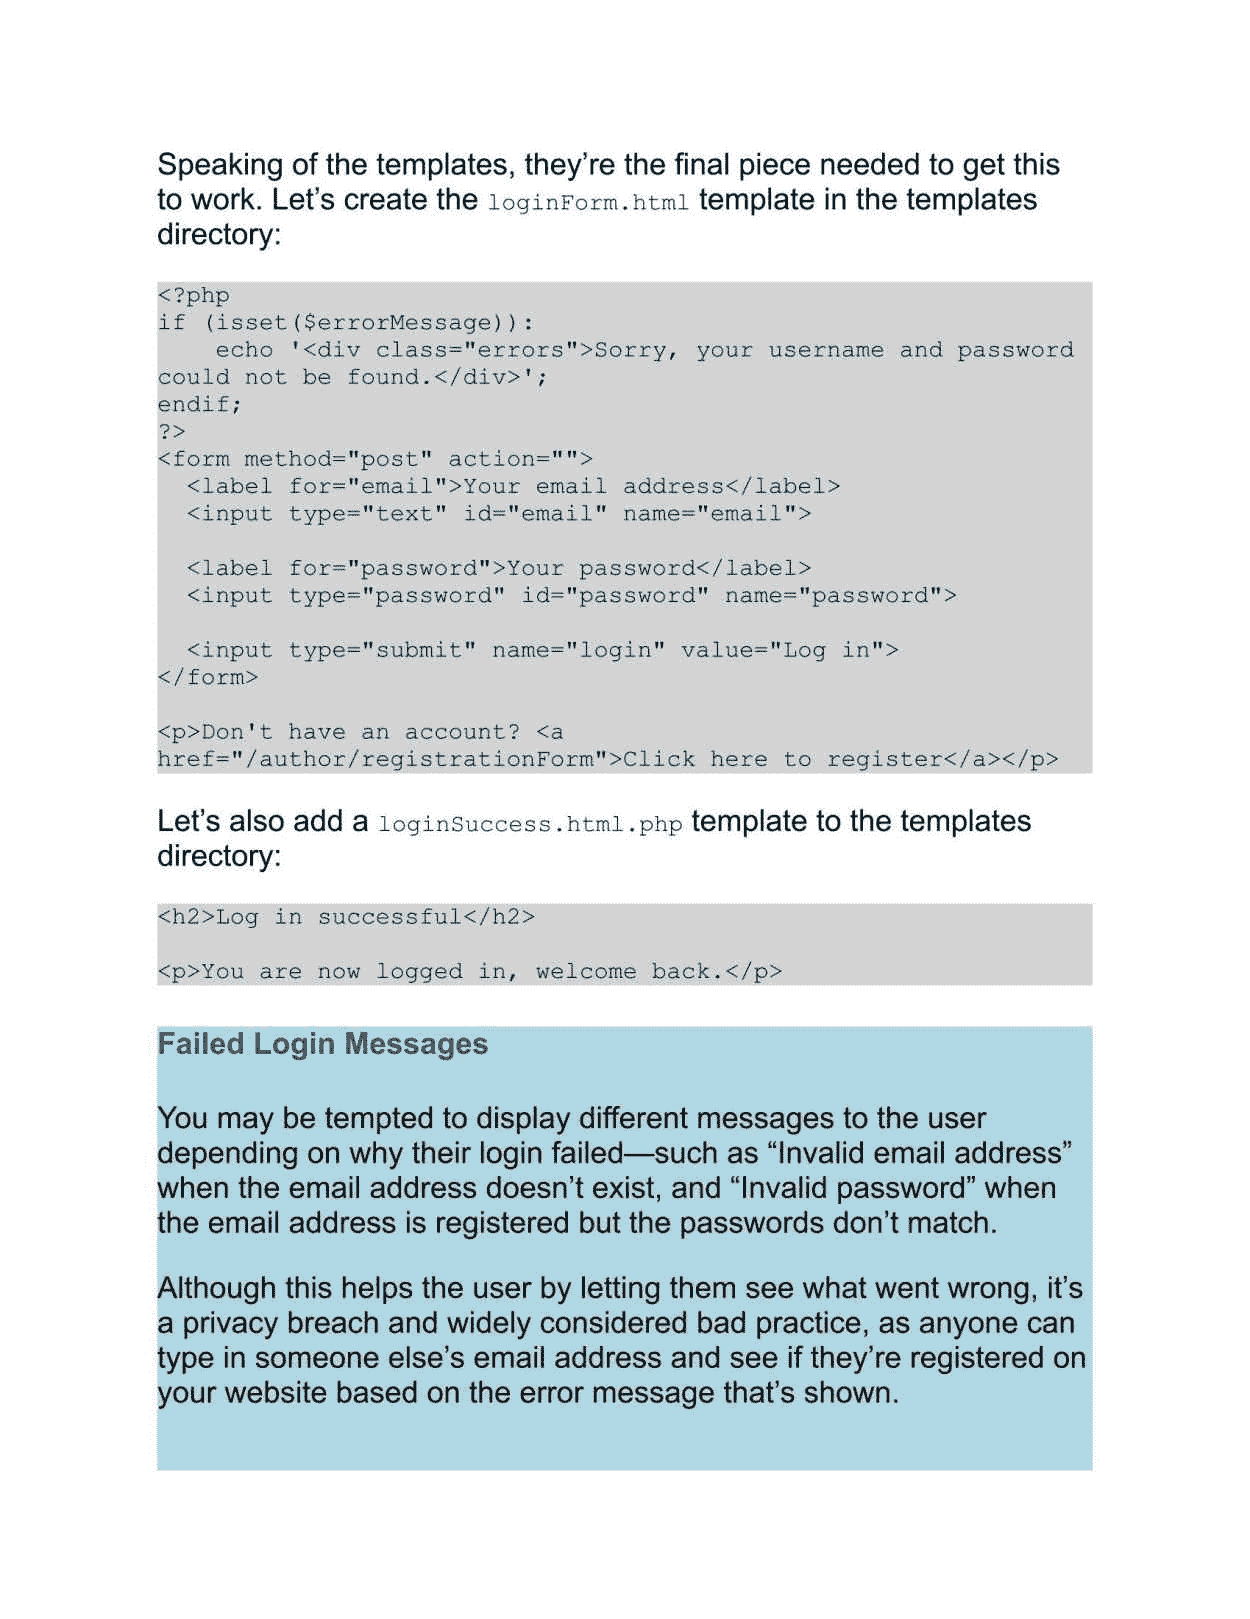 Speaking of the templates, they’re the final piece needed to get this
to work. Let’s create the loginForm.html template in the templates
directory:
<?php
if (isset($errorMessage)):
    echo '<div class="errors">Sorry, your username and password
could not be found.</div>';
endif;
?>
<form method="post" action="">
  <label for="email">Your email address</label>
  <input type="text" id="email" name="email">

  <label for="password">Your password</label>
  <input type="password" id="password" name="password">

  <input type="submit" name="login" value="Log in">
</form>

<p>Don't have an account? <a
href="/author/registrationForm">Click here to register</a></p>
Let’s also add a loginSuccess.html.php template to the templates
directory:
<h2>Log in successful</h2>

<p>You are now logged in, welcome back.</p>
Failed Login Messages
You may be tempted to display different messages to the user
depending on why their login failed—such as “Invalid email address”
when the email address doesn’t exist, and “Invalid password” when
the email address is registered but the passwords don’t match.
Although this helps the user by letting them see what went wrong, it’s
a privacy breach and widely considered bad practice, as anyone can
type in someone else’s email address and see if they’re registered on
your website based on the error message that’s shown.